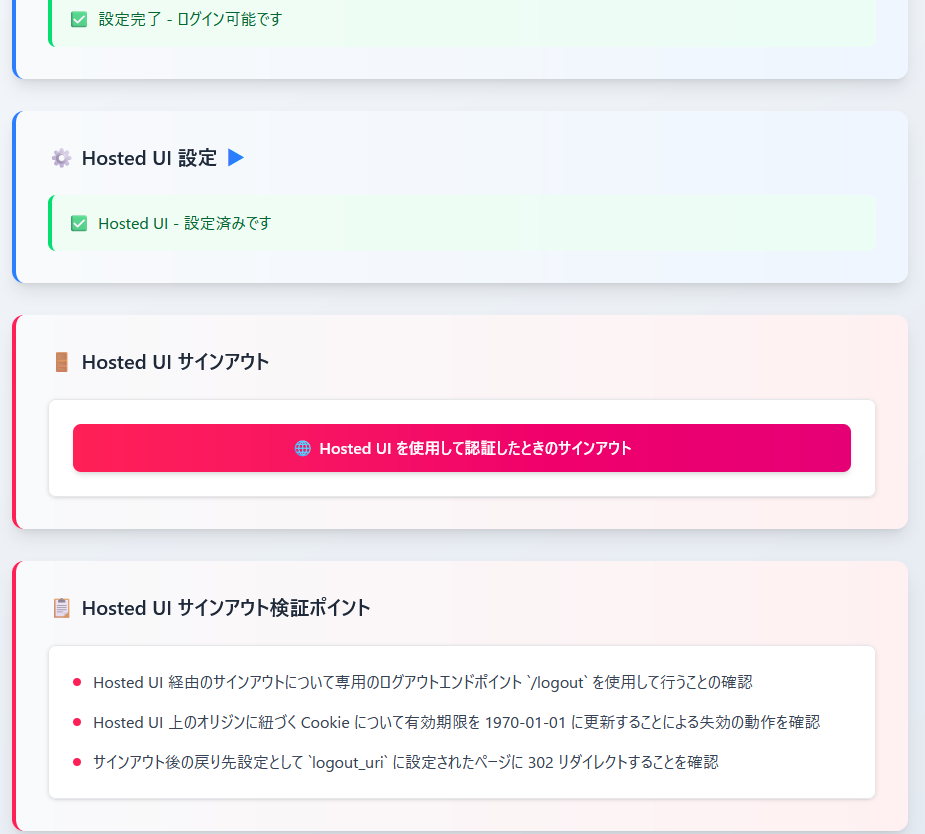 設定完了 - ログイン可能です
Hosted UI 設定
Hosted UI - 設定済みです
Hosted UI サインアウト
Hosted UI を使用して認証したときのサインアウト
Hosted UI サインアウト検証ポイント
Hosted UI 経由のサインアウトについて専用のログアウトエンドポイント `/logout` を使用して行うことの確認
Hosted UI 上のオリジンに紐づく Cookie について有効期限を 1970-01-01 に更新することによる失効の動作を確認
サインアウト後の戻り先設定として `logout_uri` に設定されたページに 302 リダイレクトすることを確認